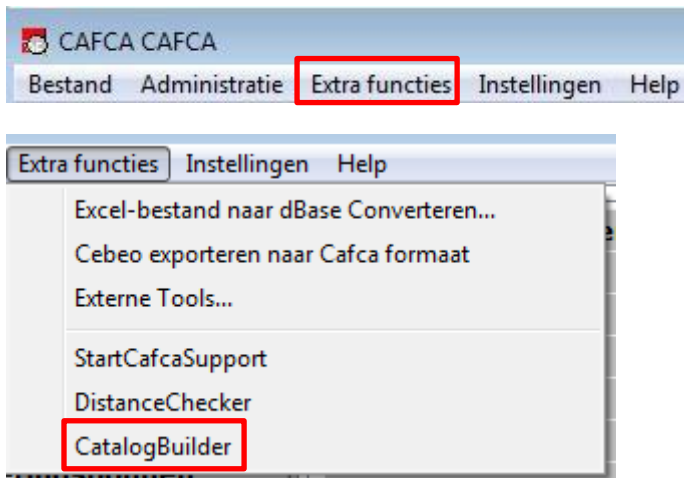 CAFCA CAFCA
Bestand Administratie Extra functies Instellingen Help
Extra functies Instellingen Help
Excel-bestand naar dBase Converteren...
Cebeo exporteren naar Cafca formaat
Externe Tools...
StartCafcaSupport
DistanceChecker
CatalogBuilder